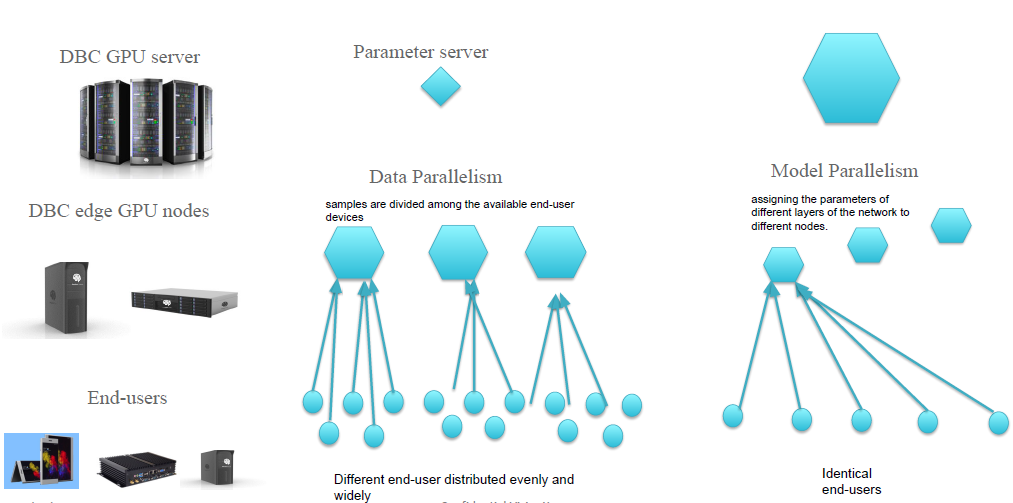 DBC GPU server
Parameter server
Data Parallelism
Model Parallelism
samples are divided among the available end-user
devices
assigning the parameters of
different layers of the network to
different nodes.
DBC edge GPU nodes
End-users
Different end-user distributed evenly and
widely
Identical
end-users